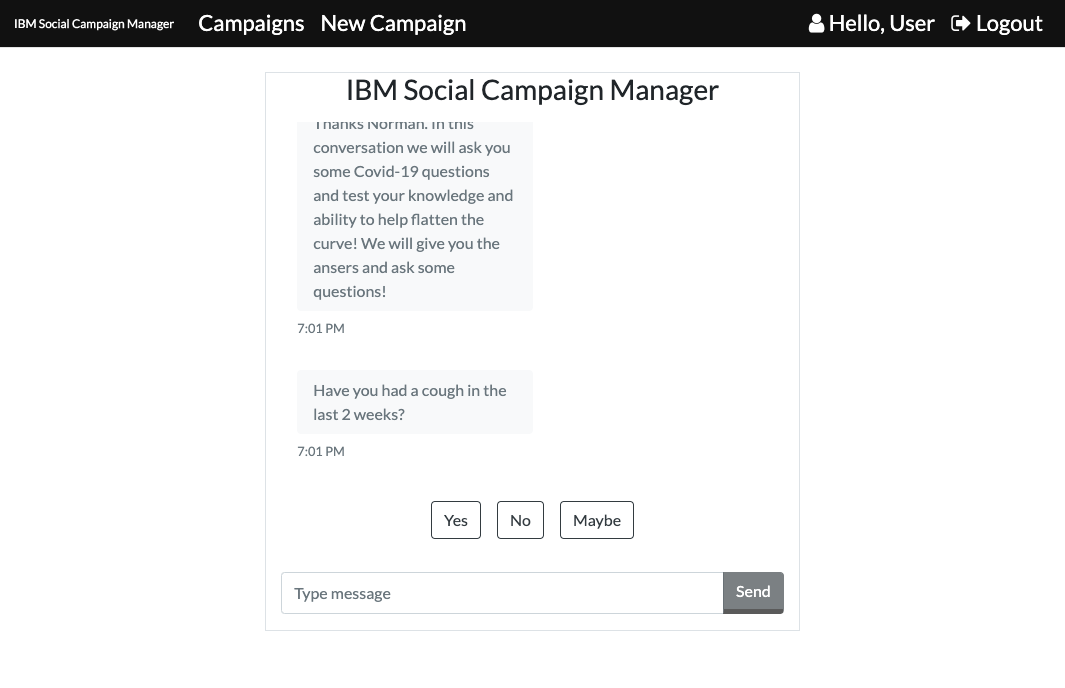 IBM Social Campaign Manager Campaigns New Campaign Hello, User Logout
IBM Social Campaign Manager
Thanks Norman. In this
conversation we will ask you
some Covid-19 questions
and test your knowledge and
ability to help flatten the
curve! We will give you the
ansers and ask some
questions!
7:01 PM
Have you had a cough in the
last 2 weeks?
7:01 PM
Yes No Maybe
Type message Send